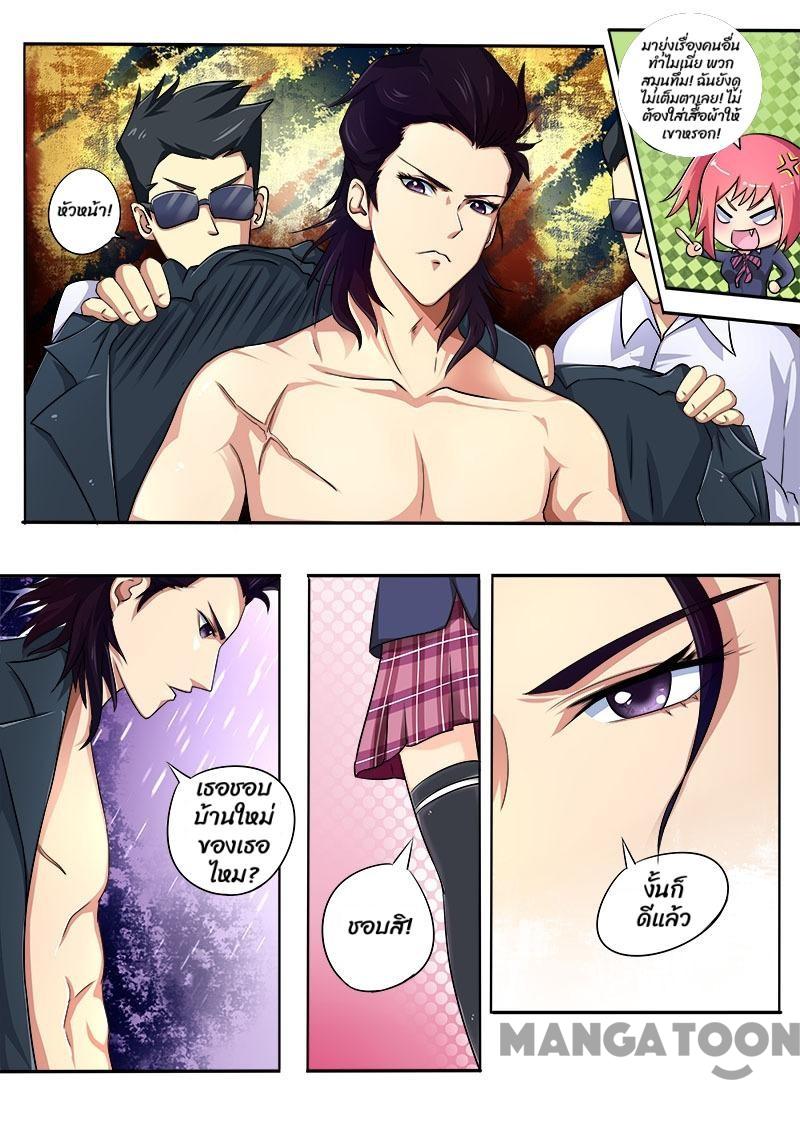 หัวหน้า!
มายุ่งเรื่องคนอื่น
ทำไมเนี่ย พวก
สมุนทึ่ม! ฉันยังดู
ไม่เต็มตาเลย! ไม่
ต้องใส่เสื้อผ้าให้
เขาหรอก!
เธอชอบ
บ้านใหม่
ของเธอ
ไหม?
ชอบสิ!
งั้นก็
ดีแล้ว
MANGATOON